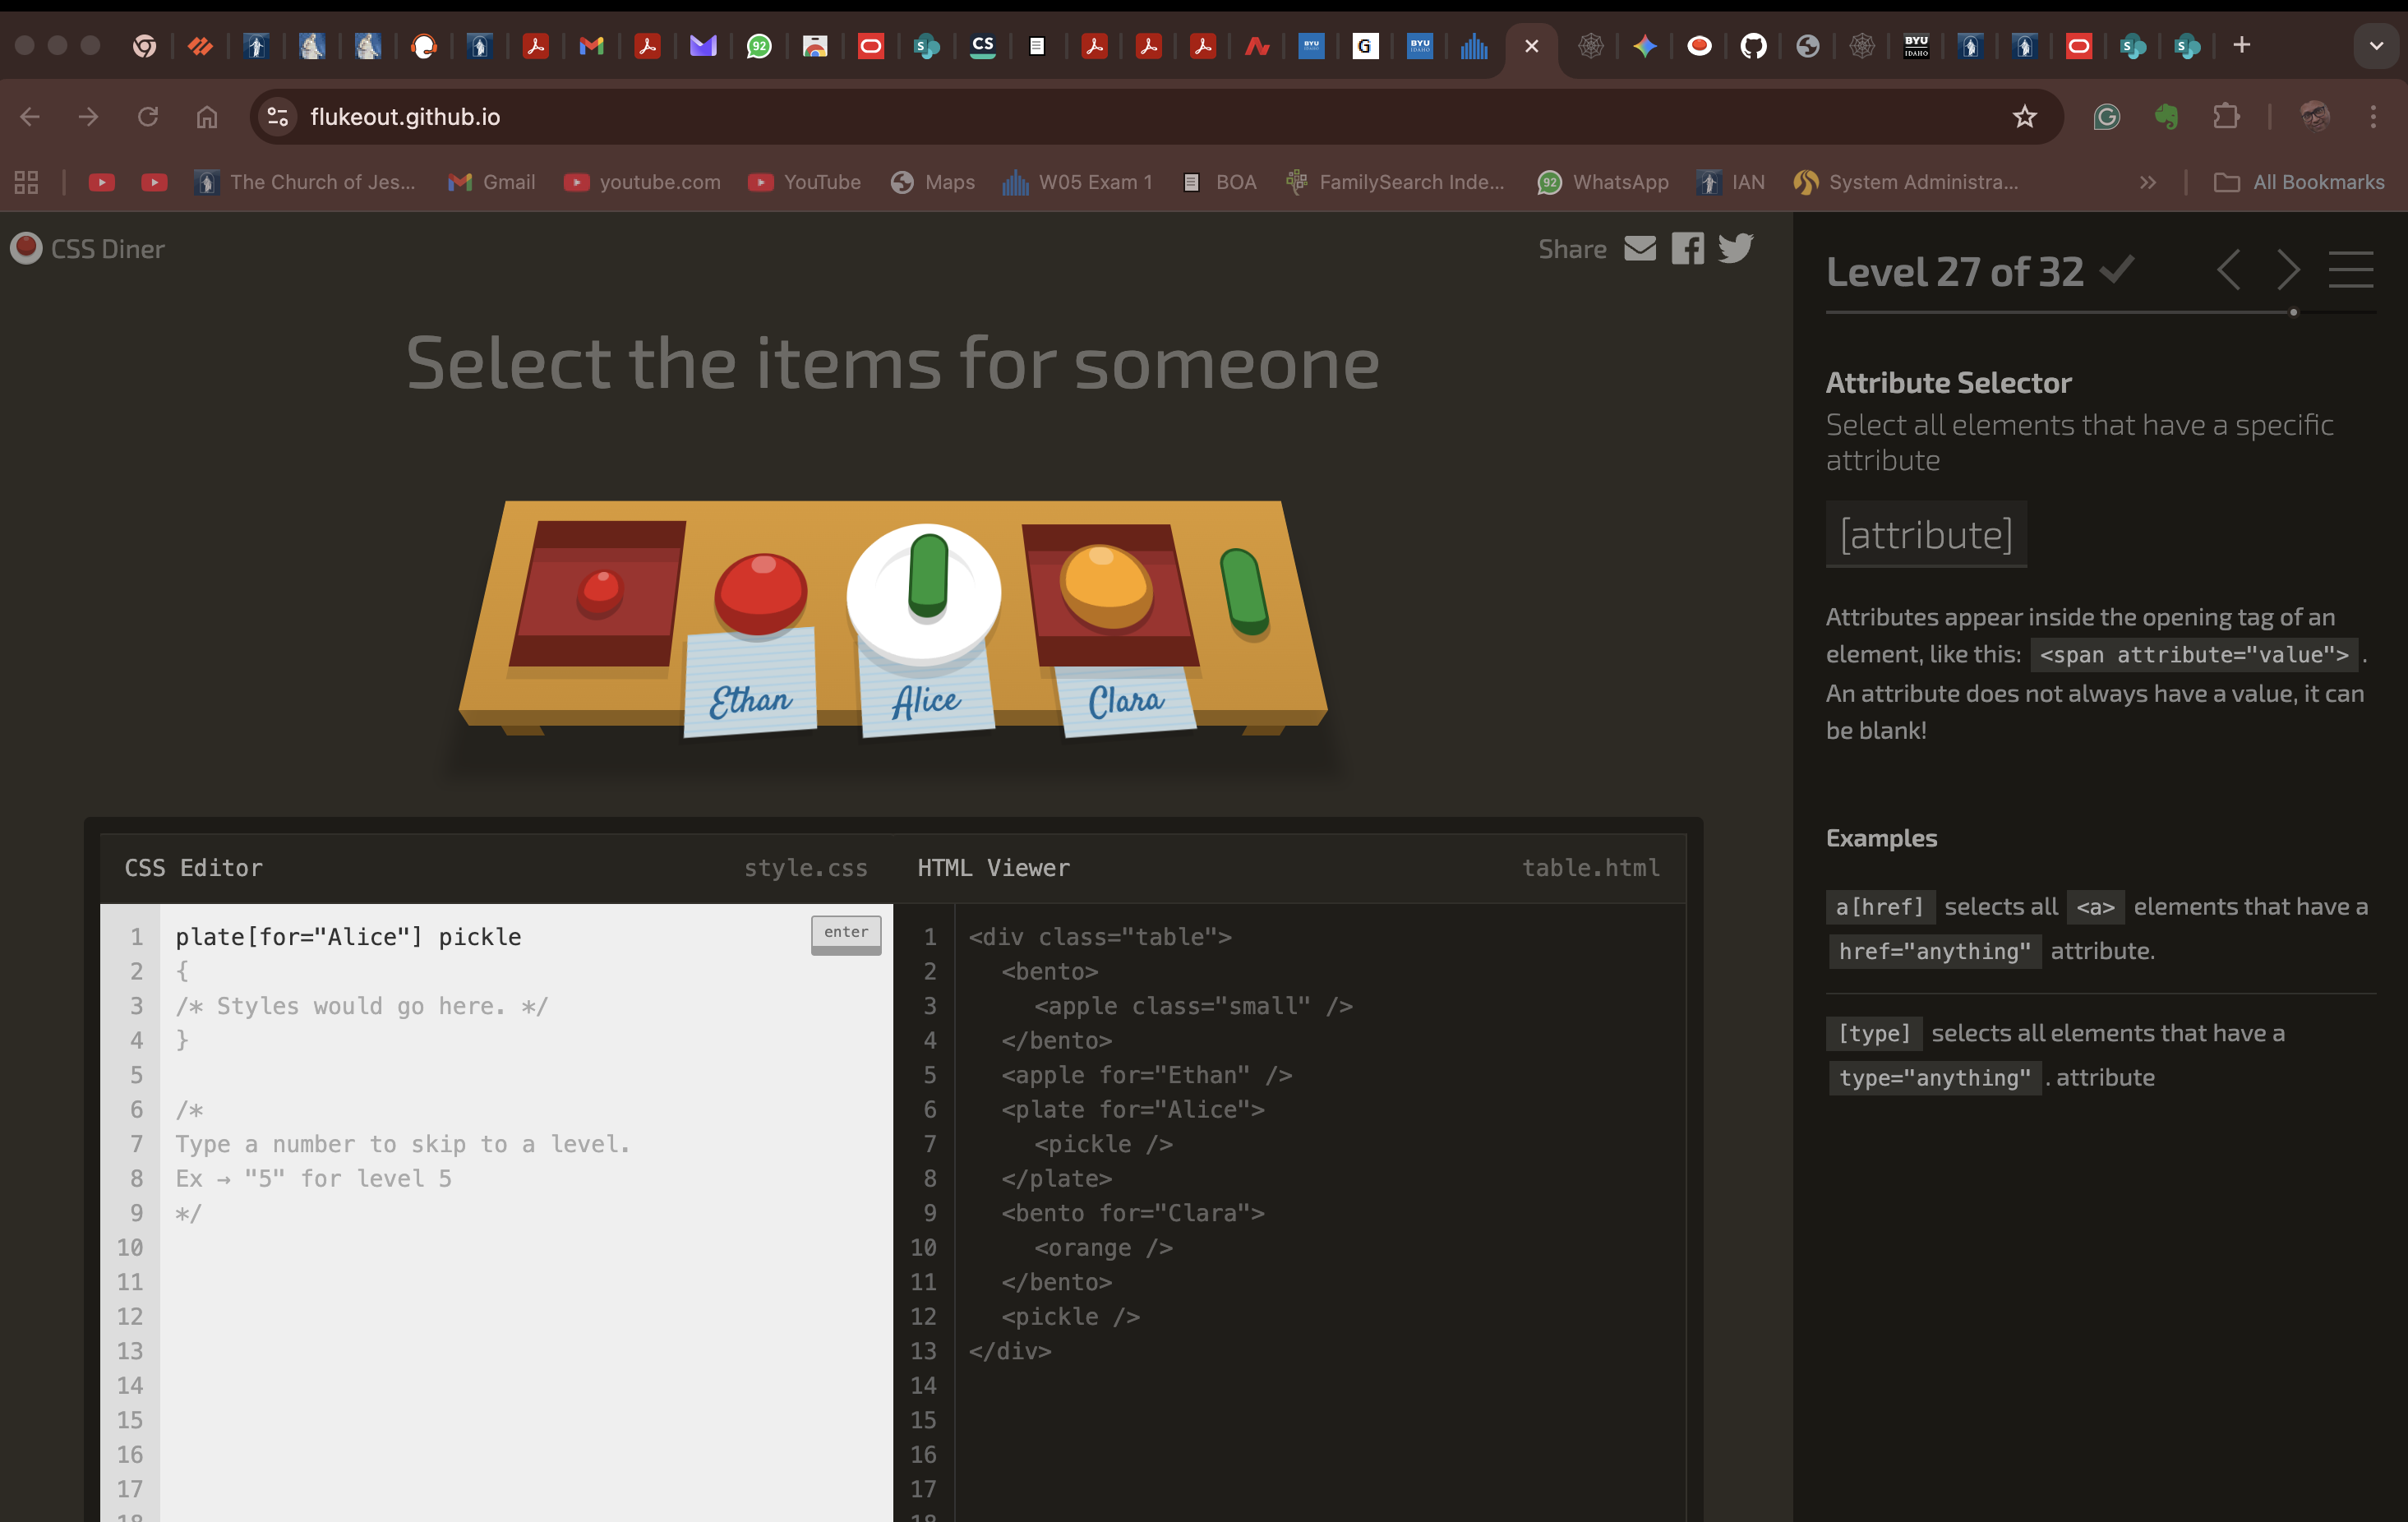 92
CS
BYU
G
BYU
IDAHO
BYU
IDAHO
flukeout.github.io
The Church of Jes...
Gmail
youtube.com
YouTube
Maps
W05 Exam 1
BOA
FamilySearch Inde...
92
WhatsApp
IAN
System Administra...
All Bookmarks
CSS Diner
Share
Select the items for someone
Ethan
Alice
Clara
CSS Editor
style.css
HTML Viewer
table.html
enter
1 plate[for="Alice"] pickle
2 {
3 /* Styles would go here. */
4 }
5
6 /*
7 Type a number to skip to a level.
8 Ex → "5" for level 5
9 */
10
11
12
13
14
15
16
17
18
1 <div class="table">
2 <bento>
3 <apple class="small" />
4 </bento>
5 <apple for="Ethan" />
6 <plate for="Alice">
7 <pickle />
8 </plate>
9 <bento for="Clara">
10 <orange />
11 </bento>
12 <pickle />
13 </div>
14
15
16
17
18
Level 27 of 32
Attribute Selector
Select all elements that have a specific
attribute
[attribute]
Attributes appear inside the opening tag of an
element, like this: <span attribute="value"> .
An attribute does not always have a value, it can
be blank!
Examples
a[href] selects all <a> elements that have a
href="anything" attribute.
[type] selects all elements that have a
type="anything" . attribute